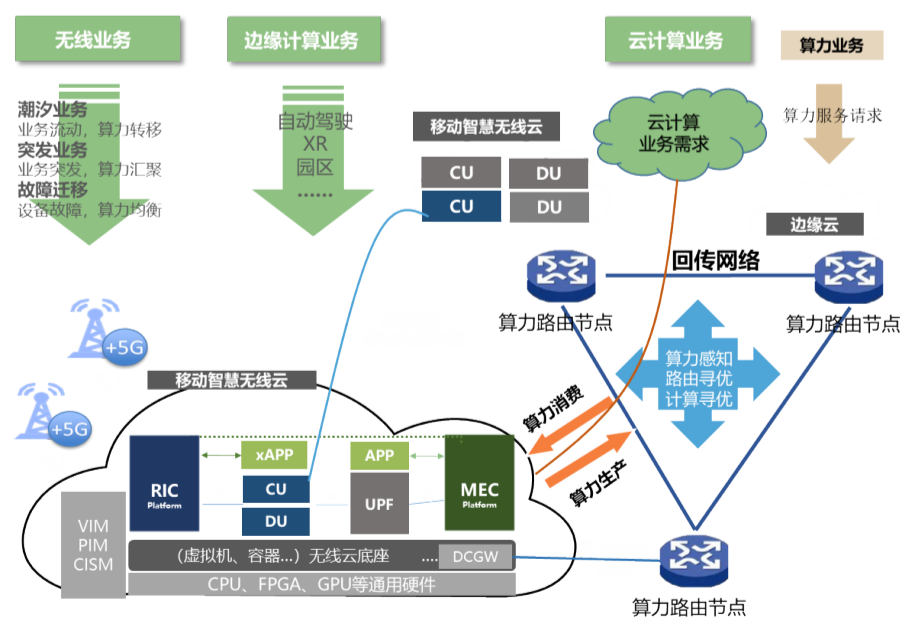 无线业务
边缘计算业务
云计算业务
算力业务
潮汐业务
业务流动，算力转移
突发业务
业务突发，算力汇聚
故障迁移
设备故障，算力均衡
自动驾驶
XR
园区
……
移动智慧无线云
CU
DU
CU
DU
云计算
业务需求
算力服务请求
边缘云
回传网络
算力路由节点
算力路由节点
算力感知
路由寻优
计算寻优
+5G
+5G
移动智慧无线云
算力消费
算力生产
RIC
Platform
xAPP
CU
DU
APP
UPF
MEC
Platform
VIM
PIM
CISM
（虚拟机、容器...）无线云底座
....
DCGW
CPU、FPGA、GPU等通用硬件
算力路由节点